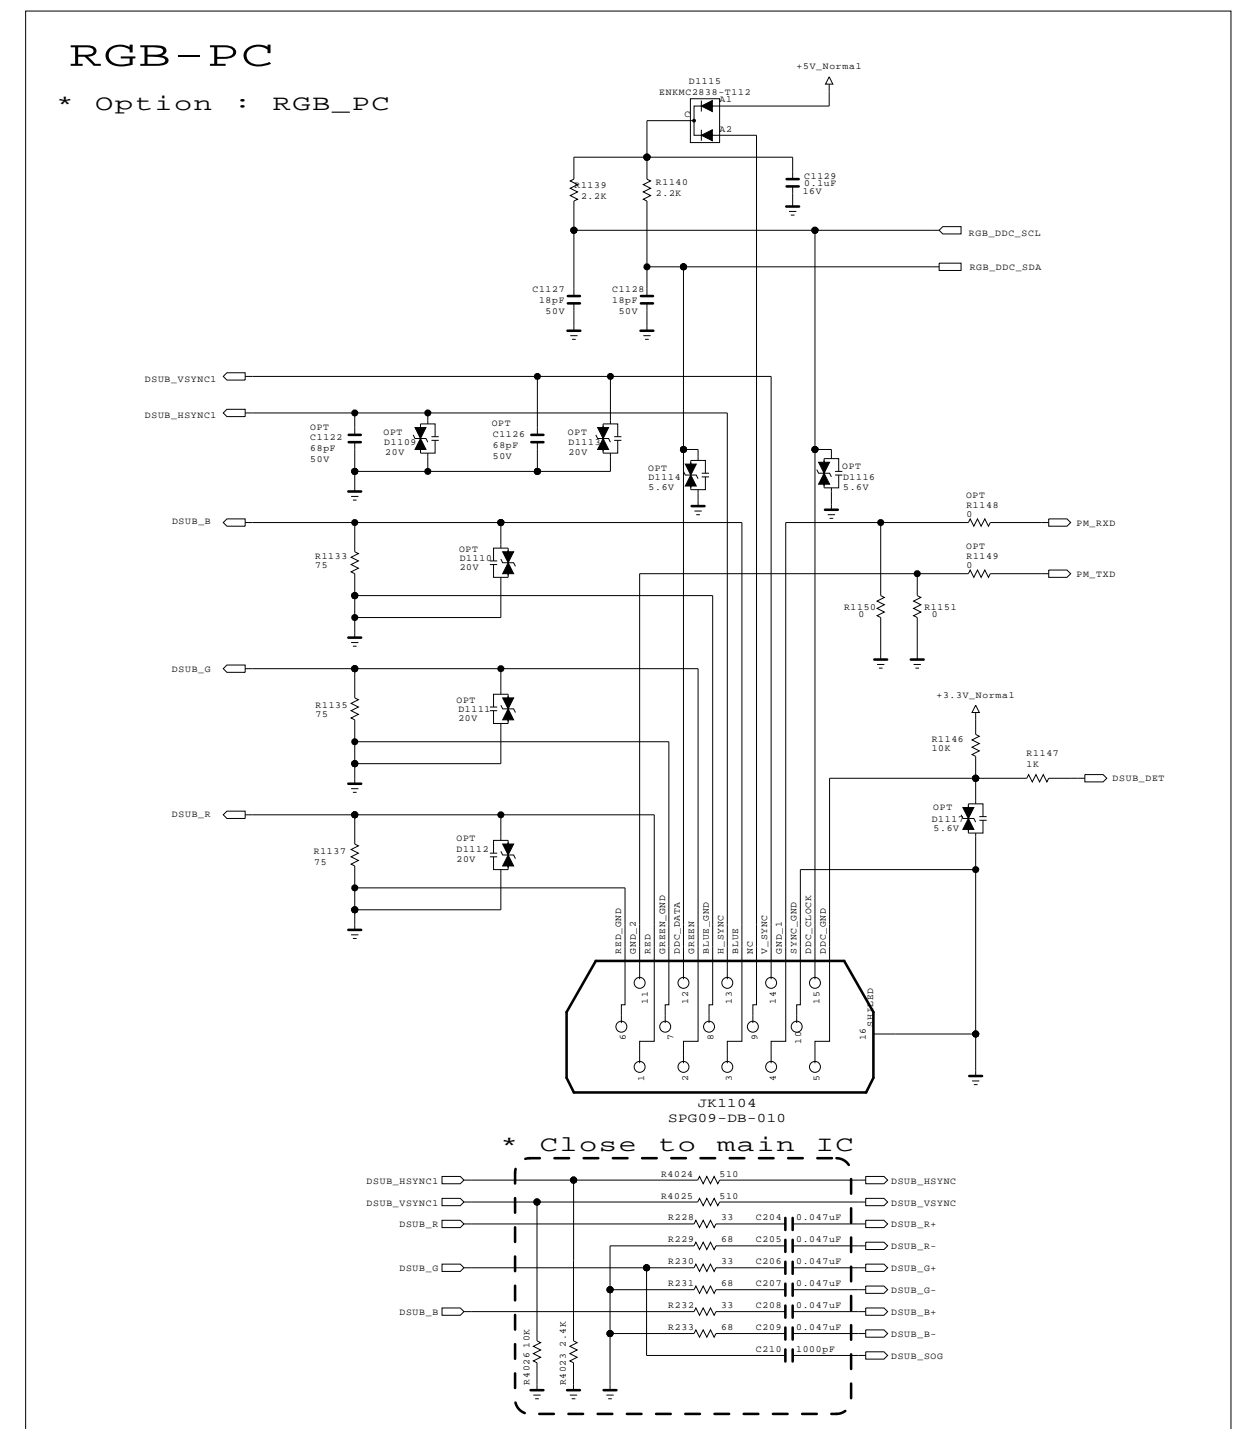 RGB-PC
* Option : RGB_PC
+5V_Normal
D1115
ENKMC2838-T112
A1
C
A2
R1139
2.2K
R1140
2.2K
C1129
0.1uF
16V
RGB_DDC_SCL
RGB_DDC_SDA
C1127
18pF
50V
C1128
18pF
50V
DSUB_VSYNC1
DSUB_HSYNC1
OPT
C1122
68pF
50V
OPT
D1109
20V
OPT
C1126
68pF
50V
OPT
D1113
20V
OPT
D1114
5.6V
OPT
D1116
5.6V
DSUB_B
R1133
75
OPT
D1110
20V
OPT
R1148
0
PM_RXD
OPT
R1149
0
PM_TXD
R1150
0
R1151
0
DSUB_G
R1135
75
OPT
D1111
20V
+3.3V_Normal
R1146
10K
R1147
1K
DSUB_DET
OPT
D1117
5.6V
DSUB_R
R1137
75
OPT
D1112
20V
RED_GND
GND_2
RED
GREEN_GND
DDC_DATA
GREEN
BLUE_GND
H_SYNC
BLUE
NC
V_SYNC
GND_1
SYNC_GND
DDC_CLOCK
DDC_GND
11
12
13
14
15
6
7
8
9
10
16
SHILED
1
2
3
4
5
JK1104
SPG09-DB-010
* Close to main IC
DSUB_HSYNC1
R4024
510
DSUB_HSYNC
DSUB_VSYNC1
R4025
510
DSUB_VSYNC
DSUB_R
R228
33
C204
0.047uF
DSUB_R+
R229
68
C205
0.047uF
DSUB_R-
DSUB_G
R230
33
C206
0.047uF
DSUB_G+
R231
68
C207
0.047uF
DSUB_G-
DSUB_B
R232
33
C208
0.047uF
DSUB_B+
R233
68
C209
0.047uF
DSUB_B-
C210
1000pF
DSUB_SOG
R4026 10K
R4023 2.4K